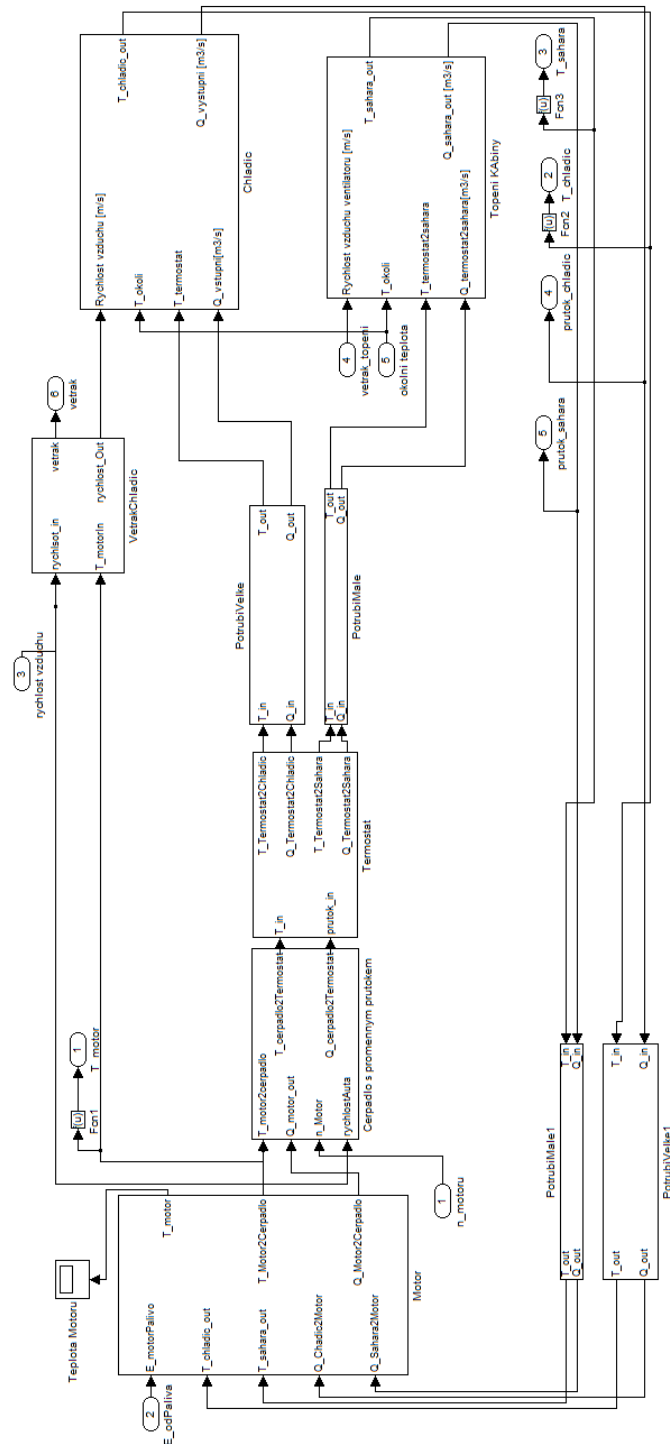 Teplota Motoru
2
E_odPaliva
E_motorPalivo
T_chladic_out
T_sahara_out
Q_Chadic2Motor
Q_Sahara2Motor
T_motor
T_Motor2Cerpadlo
Q_Motor2Cerpadlo
Motor
f(u)
Fcn1
1
T_motor
1
n_motoru
T_motor2cerpadlo
Q_motor_out
n_Motor
rychlostAuta
T_cerpadlo2Termostat
Q_cerpadlo2Termostat
Cerpadlo s promennym prutokem
T_in
prutok_in
T_Termostat2Chladic
Q_Termostat2Chladic
T_Termostat2Sahara
Q_Termostat2Sahara
Termostat
T_in
Q_in
T_out
Q_out
PotrubiVelke
T_in
Q_in
T_out
Q_out
PotrubiMale
3
rychlost vzduchu
rychlsot_in
T_motorIn
vetrak
rychlost_Out
VetrakChladic
6
vetrak
Rychlost vzduchu [m/s]
T_okoli
T_termostat
Q_vstupni[m3/s]
T_chladic_out
Q_vystupni [m3/s]
Chladic
4
vetrak_topeni
5
okolni teplota
Rychlost vzduchu ventilatoru [m/s]
T_okoli
T_termostat2sahara
Q_termostat2sahara[m3/s]
T_sahara_out
Q_sahara_out [m3/s]
Topeni KAbiny
5
prutok_sahara
4
prutok_chladic
f(u)
Fcn2
2
T_chladic
f(u)
Fcn3
3
T_sahara
T_out
Q_out
T_in
Q_in
PotrubiMale1
T_out
Q_out
T_in
Q_in
PotrubiVelke1